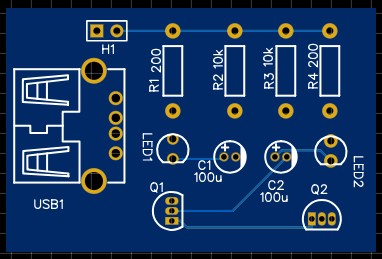 H1
R1 200
R2 10k
R3 10k
R4 200
LED1
C1
100u
C2
100u
LED2
USB1
Q1
Q2